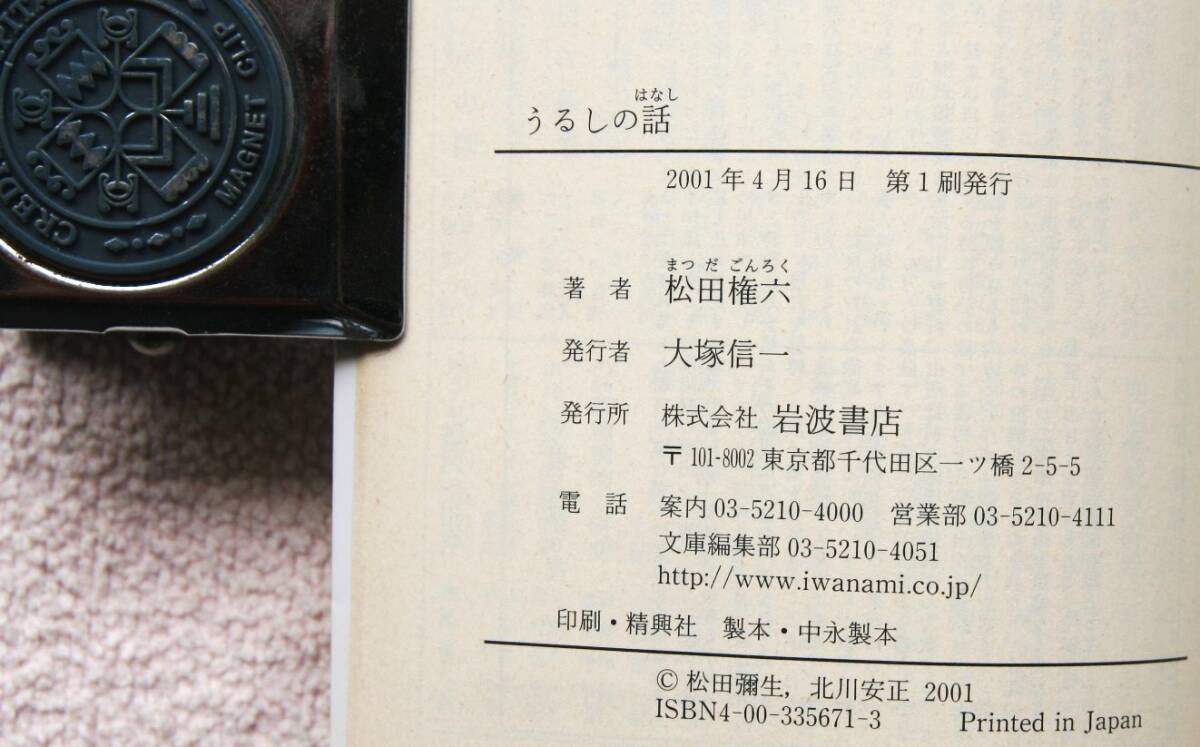 CREDI
MAGNET CLIP
はなし
うるしの話
2001年4月16日 第1刷発行
まつ だ ごんろく
著 者 松田権六
発行者 大塚信一
発行所 株式会社 岩波書店
〒101-8002 東京都千代田区一ツ橋2-5-5
電 話 案内 03-5210-4000 営業部 03-5210-4111
文庫編集部 03-5210-4051
http://www.iwanami.co.jp/
印刷・精興社 製本・中永製本
© 松田彌生, 北川安正 2001
ISBN4-00-335671-3 Printed in Japan